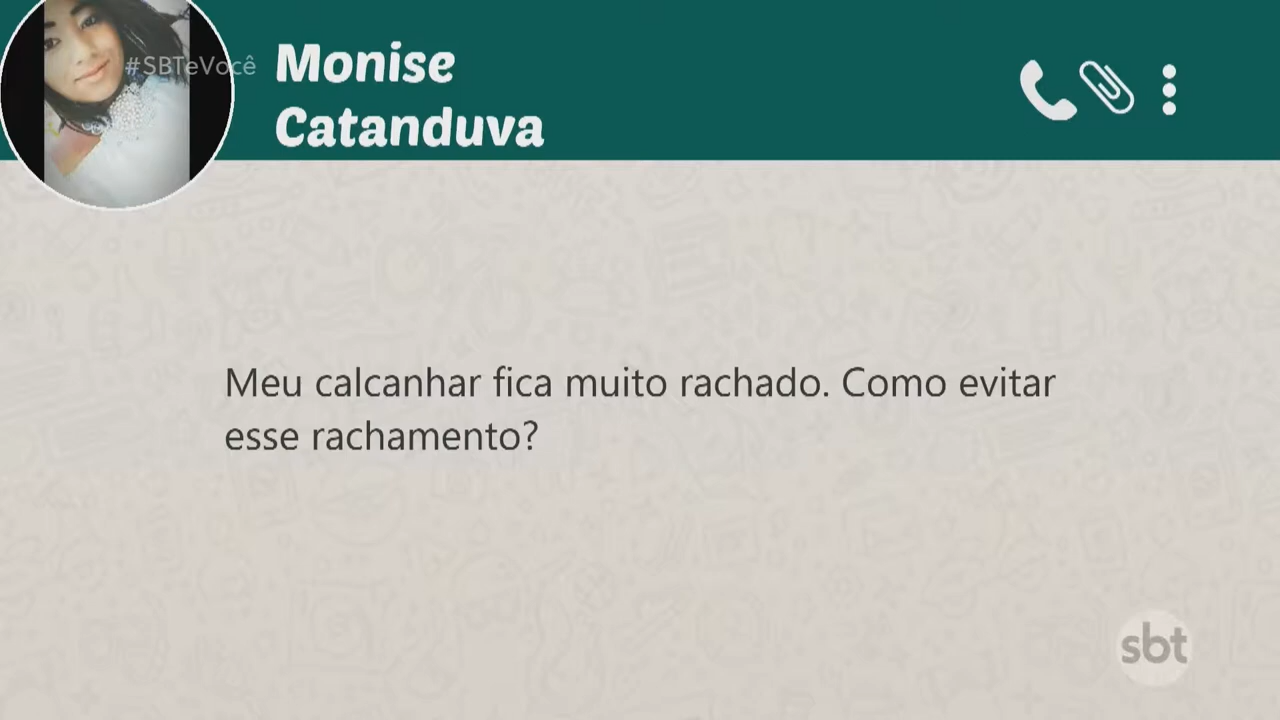 #SBTeVocê
Monise
Catanduva
Meu calcanhar fica muito rachado. Como evitar
esse rachamento?
sbt